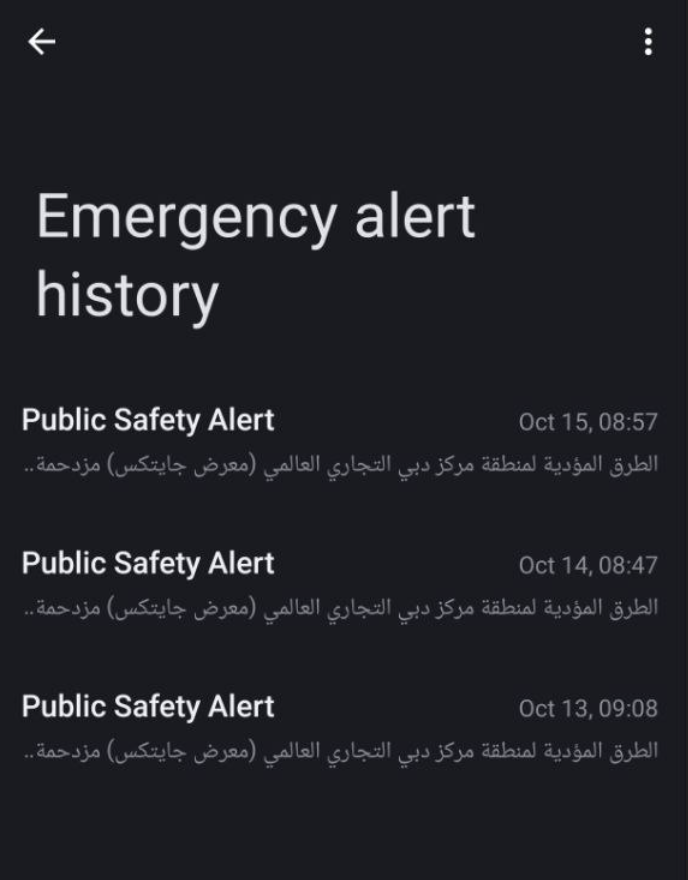 Emergency alert
history
Public Safety Alert
Oct 15, 08:57
الطرق المؤدية لمنطقة مركز دبي التجاري العالمي (معرض جايتكس) مزدحمة..
Public Safety Alert
Oct 14, 08:47
الطرق المؤدية لمنطقة مركز دبي التجاري العالمي (معرض جايتكس) مزدحمة..
Public Safety Alert
Oct 13, 09:08
الطرق المؤدية لمنطقة مركز دبي التجاري العالمي (معرض جايتكس) مزدحمة..